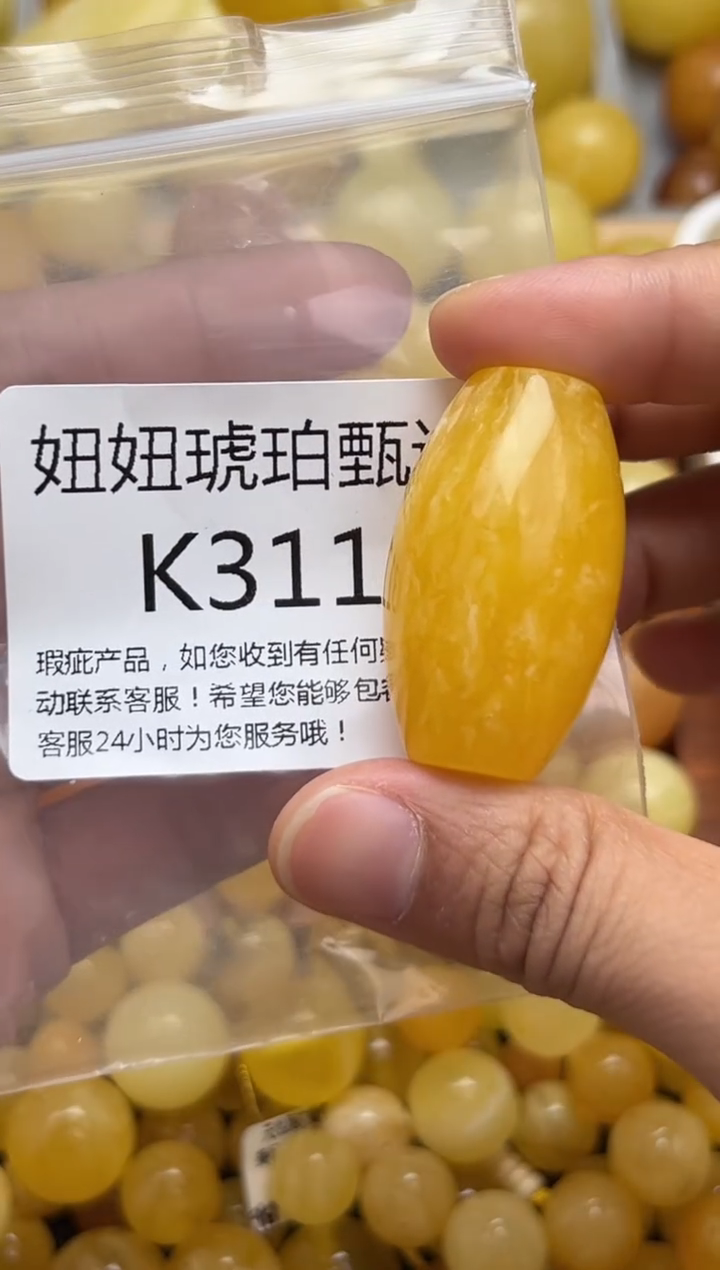 妞妞琥珀甄
K311
瑕疵产品，如您收到有任何
动联系客服！希望您能够包
客服24小时为您服务哦！